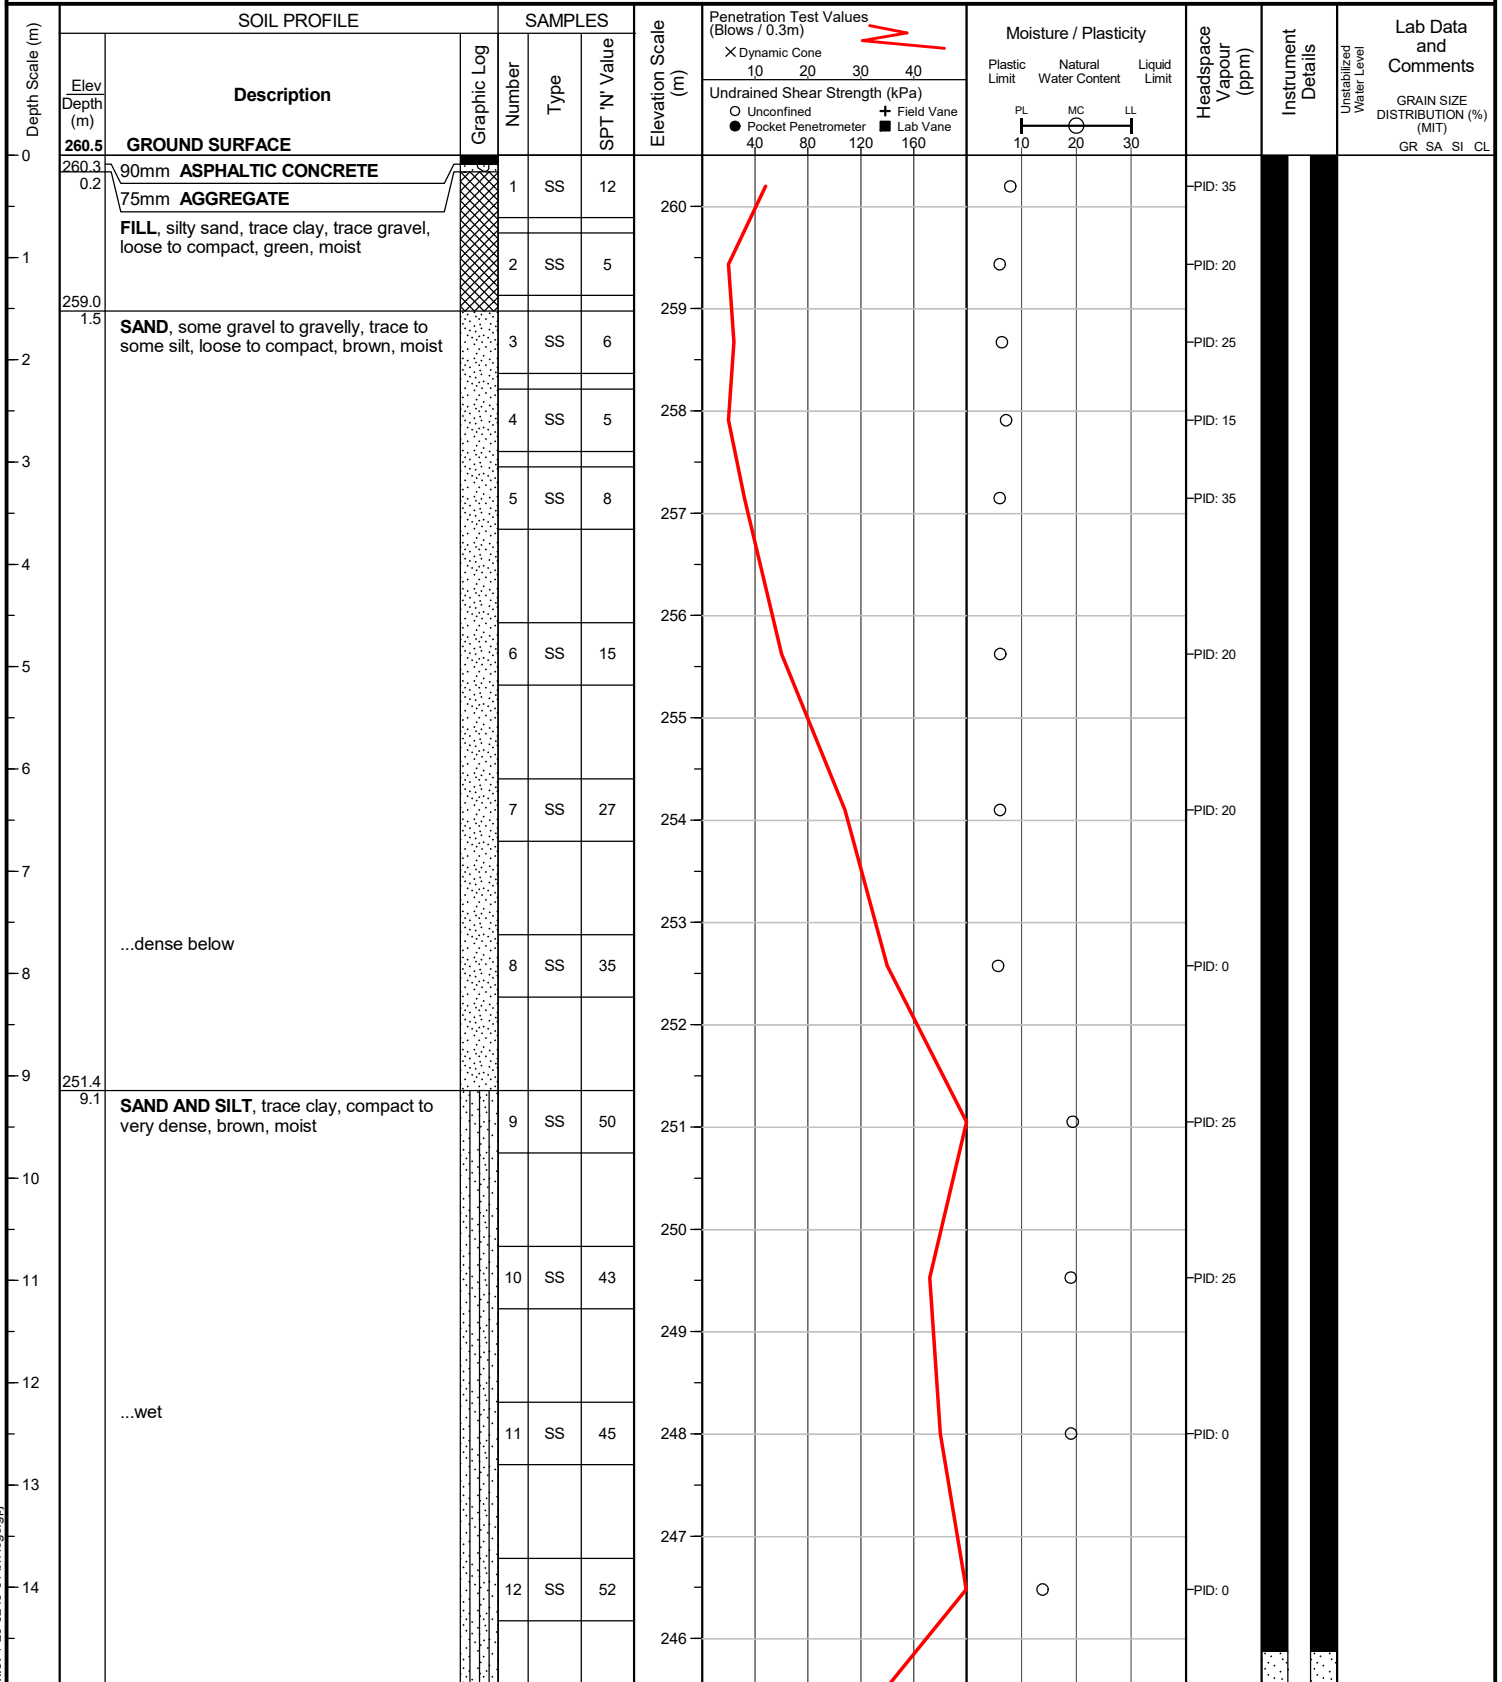 SOIL PROFILE
SAMPLES
Depth Scale (m)
Elev
Depth
(m)
Description
Graphic Log
Number
Type
SPT 'N' Value
Elevation Scale
(m)
Penetration Test Values
(Blows / 0.3m)
X Dynamic Cone
10 20 30 40
Undrained Shear Strength (kPa)
Unconfined
Field Vane
Pocket Penetrometer
Lab Vane
40 80 120 160
Moisture / Plasticity
Plastic
Limit
Natural
Water Content
Liquid
Limit
PL MC LL
10 20 30
Headspace
Vapour
(ppm)
Instrument
Details
Unstabilized
Water Level
Lab Data
and
Comments
GRAIN SIZE
DISTRIBUTION (%)
(MIT)
GR SA SI CL
260.5 GROUND SURFACE
0
260.3
0.2
90mm ASPHALTIC CONCRETE
75mm AGGREGATE
1 SS 12
PID: 35
260
FILL, silty sand, trace clay, trace gravel,
loose to compact, green, moist
1
2 SS 5
PID: 20
259.0
1.5
259
SAND, some gravel to gravelly, trace to
some silt, loose to compact, brown, moist
3 SS 6
PID: 25
2
258
4 SS 5
PID: 15
3
5 SS 8
PID: 35
257
4
256
6 SS 15
PID: 20
5
255
6
7 SS 27
PID: 20
254
7
253
...dense below
8 SS 35
PID: 0
8
252
9
251.4
9.1
SAND AND SILT, trace clay, compact to
very dense, brown, moist
9 SS 50
PID: 25
251
10
250
10 SS 43
PID: 25
11
249
12
...wet
11 SS 45
248
PID: 0
13
247
12 SS 52
PID: 0
14
246